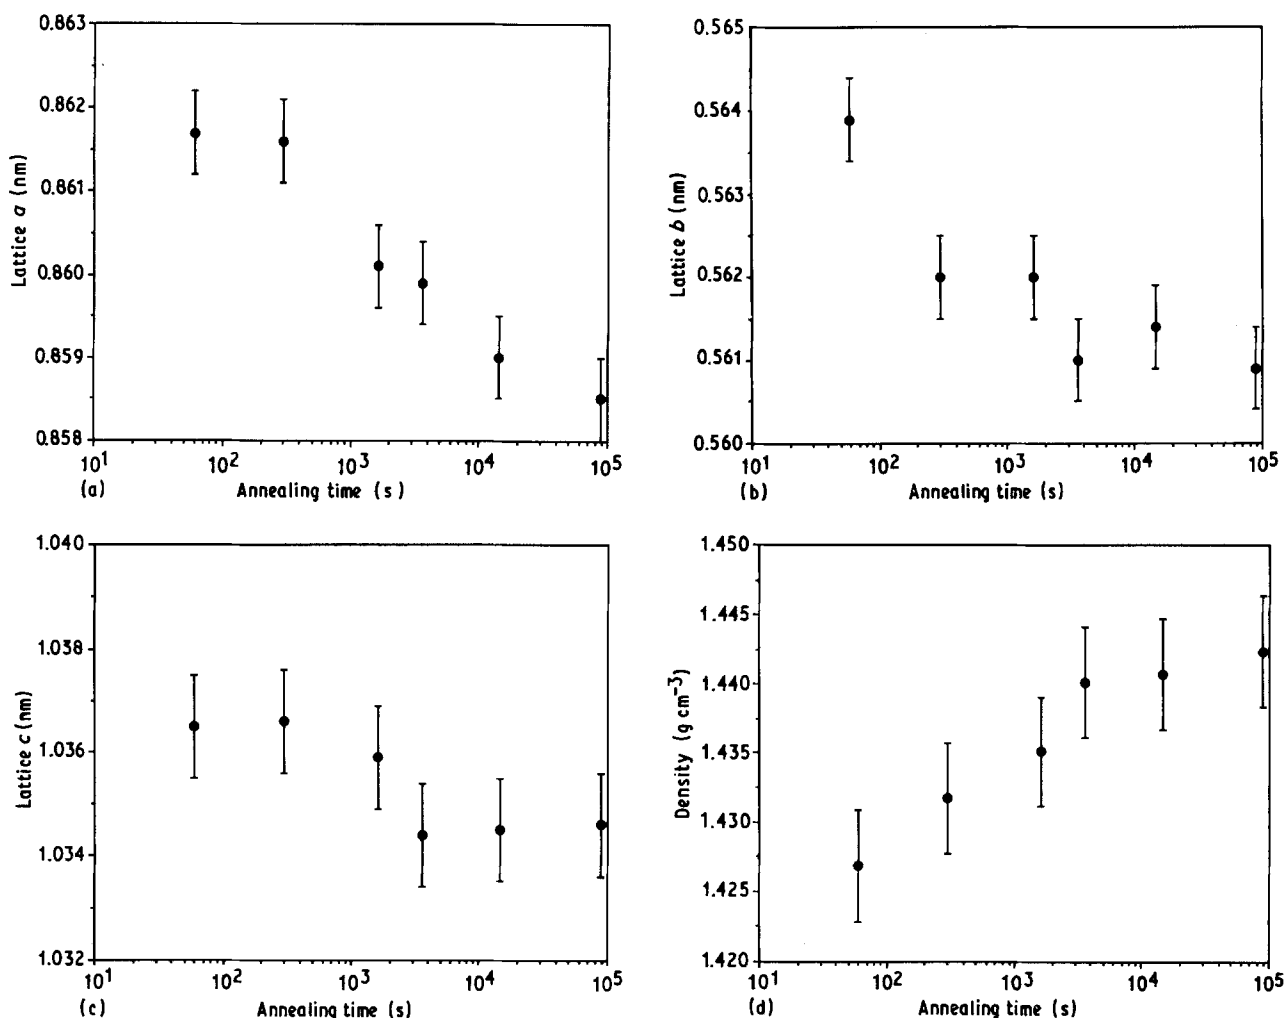 0.863
0.862
0.861
0.860
0.859
0.858
Lattice a (nm)
10¹ 10² 10³ 10⁴ 10⁵
(a) Annealing time (s)
0.565
0.564
0.563
0.562
0.561
0.560
Lattice b (nm)
10¹ 10² 10³ 10⁴ 10⁵
(b) Annealing time (s)
1.040
1.038
1.036
1.034
1.032
Lattice c (nm)
10¹ 10² 10³ 10⁴ 10⁵
(c) Annealing time (s)
1.450
1.445
1.440
1.435
1.430
1.425
1.420
Density (g cm⁻³)
10¹ 10² 10³ 10⁴ 10⁵
(d) Annealing time (s)